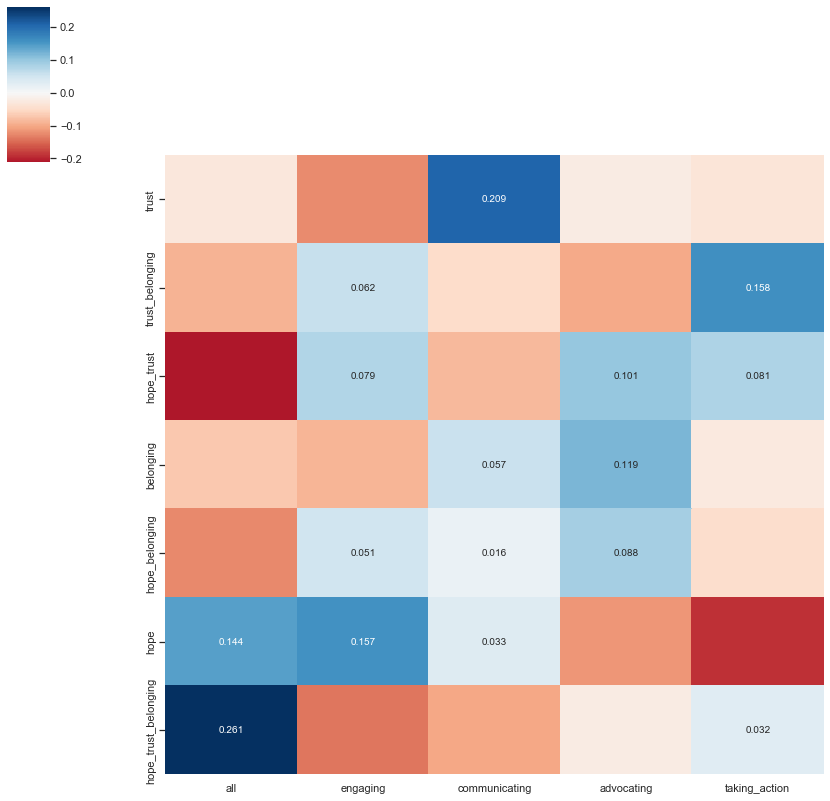 0.2
0.1
0.0
−0.1
−0.2
trust
0.209
trust_belonging
0.062 0.158
hope_trust
0.079 0.101 0.081
belonging
0.057 0.119
hope_belonging
0.051 0.016 0.088
hope
0.144 0.157 0.033
hope_trust_belonging
0.261 0.032
all engaging communicating advocating taking_action